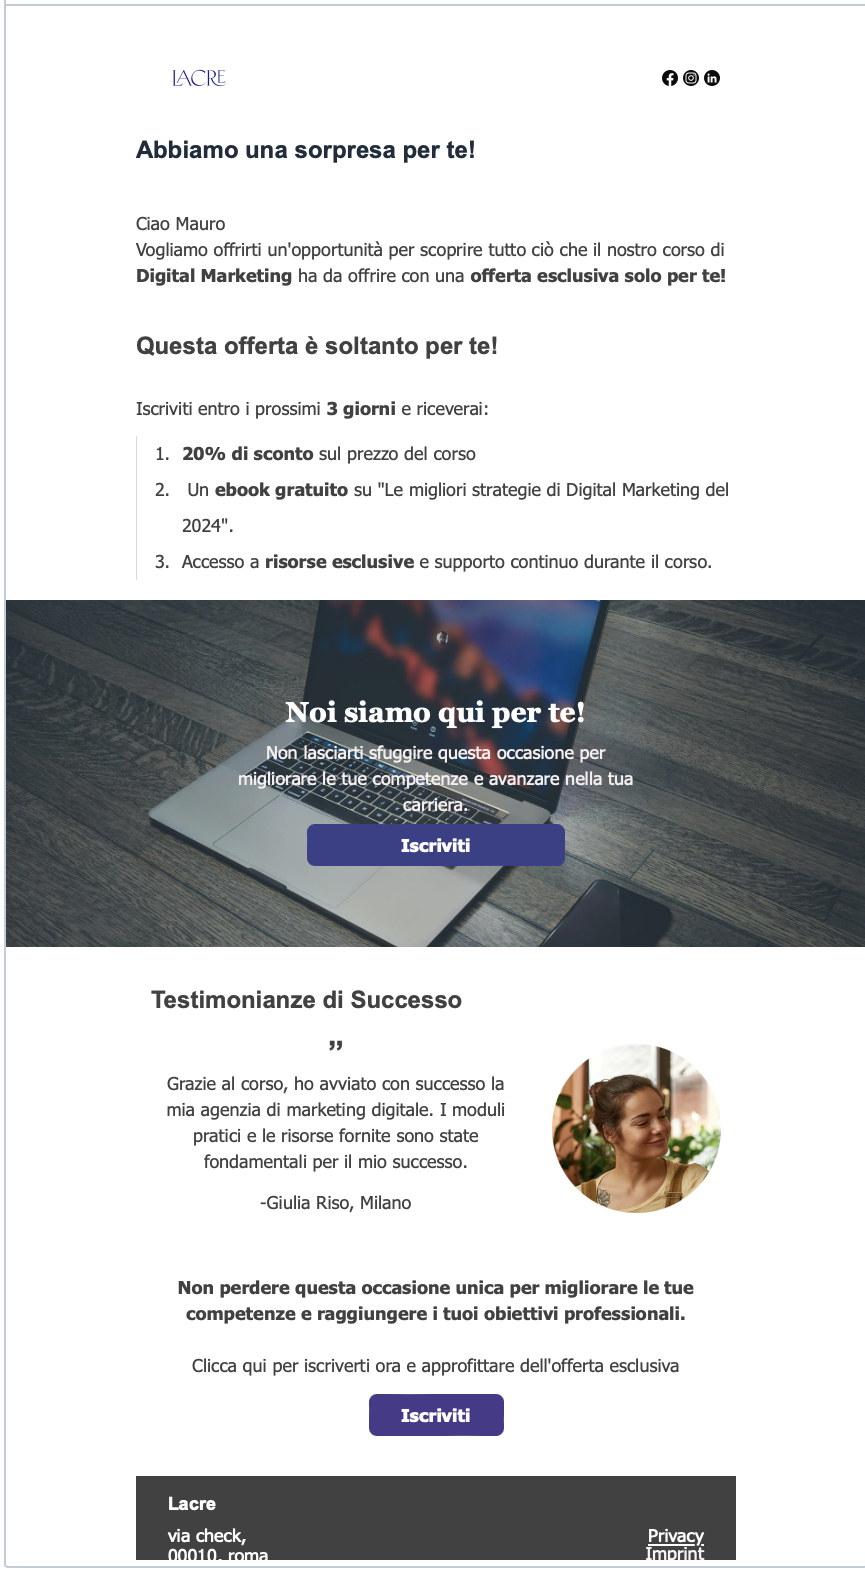 LACRE
Abbiamo una sorpresa per te!
Ciao Mauro
Vogliamo offrirti un'opportunità per scoprire tutto ciò che il nostro corso di
Digital Marketing ha da offrire con una offerta esclusiva solo per te!
Questa offerta è soltanto per te!
Iscriviti entro i prossimi 3 giorni e riceverai:
1. 20% di sconto sul prezzo del corso
2. Un ebook gratuito su "Le migliori strategie di Digital Marketing del
2024".
3. Accesso a risorse esclusive e supporto continuo durante il corso.
Noi siamo qui per te!
Non lasciarti sfuggire questa occasione per
migliorare le tue competenze e avanzare nella tua
carriera.
Iscriviti
Testimonianze di Successo
”
Grazie al corso, ho avviato con successo la
mia agenzia di marketing digitale. I moduli
pratici e le risorse fornite sono state
fondamentali per il mio successo.
-Giulia Riso, Milano
Non perdere questa occasione unica per migliorare le tue
competenze e raggiungere i tuoi obiettivi professionali.
Clicca qui per iscriverti ora e approfittare dell'offerta esclusiva
Iscriviti
Lacre
via check,
00010, roma
Privacy
Imprint